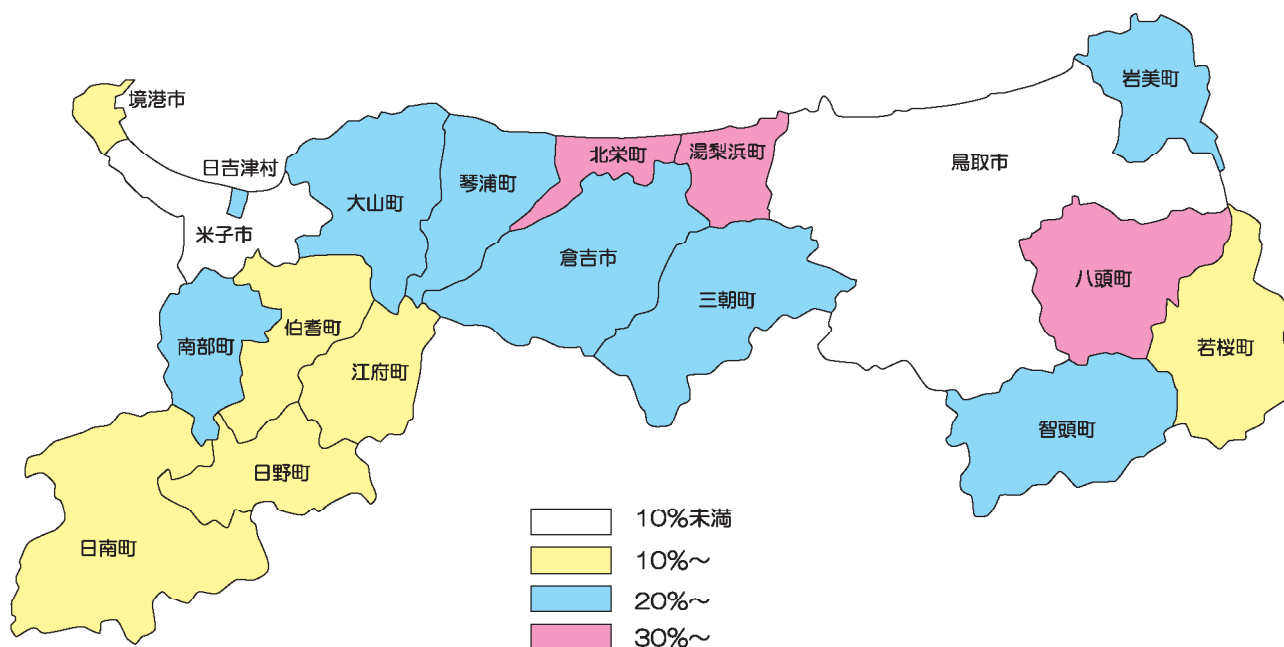 境港市
日吉津村
米子市
大山町
琴浦町
北栄町
湯梨浜町
鳥取市
岩美町
倉吉市
三朝町
八頭町
若桜町
智頭町
南部町
伯耆町
江府町
日野町
日南町
10%未満
10%～
20%～
30%～